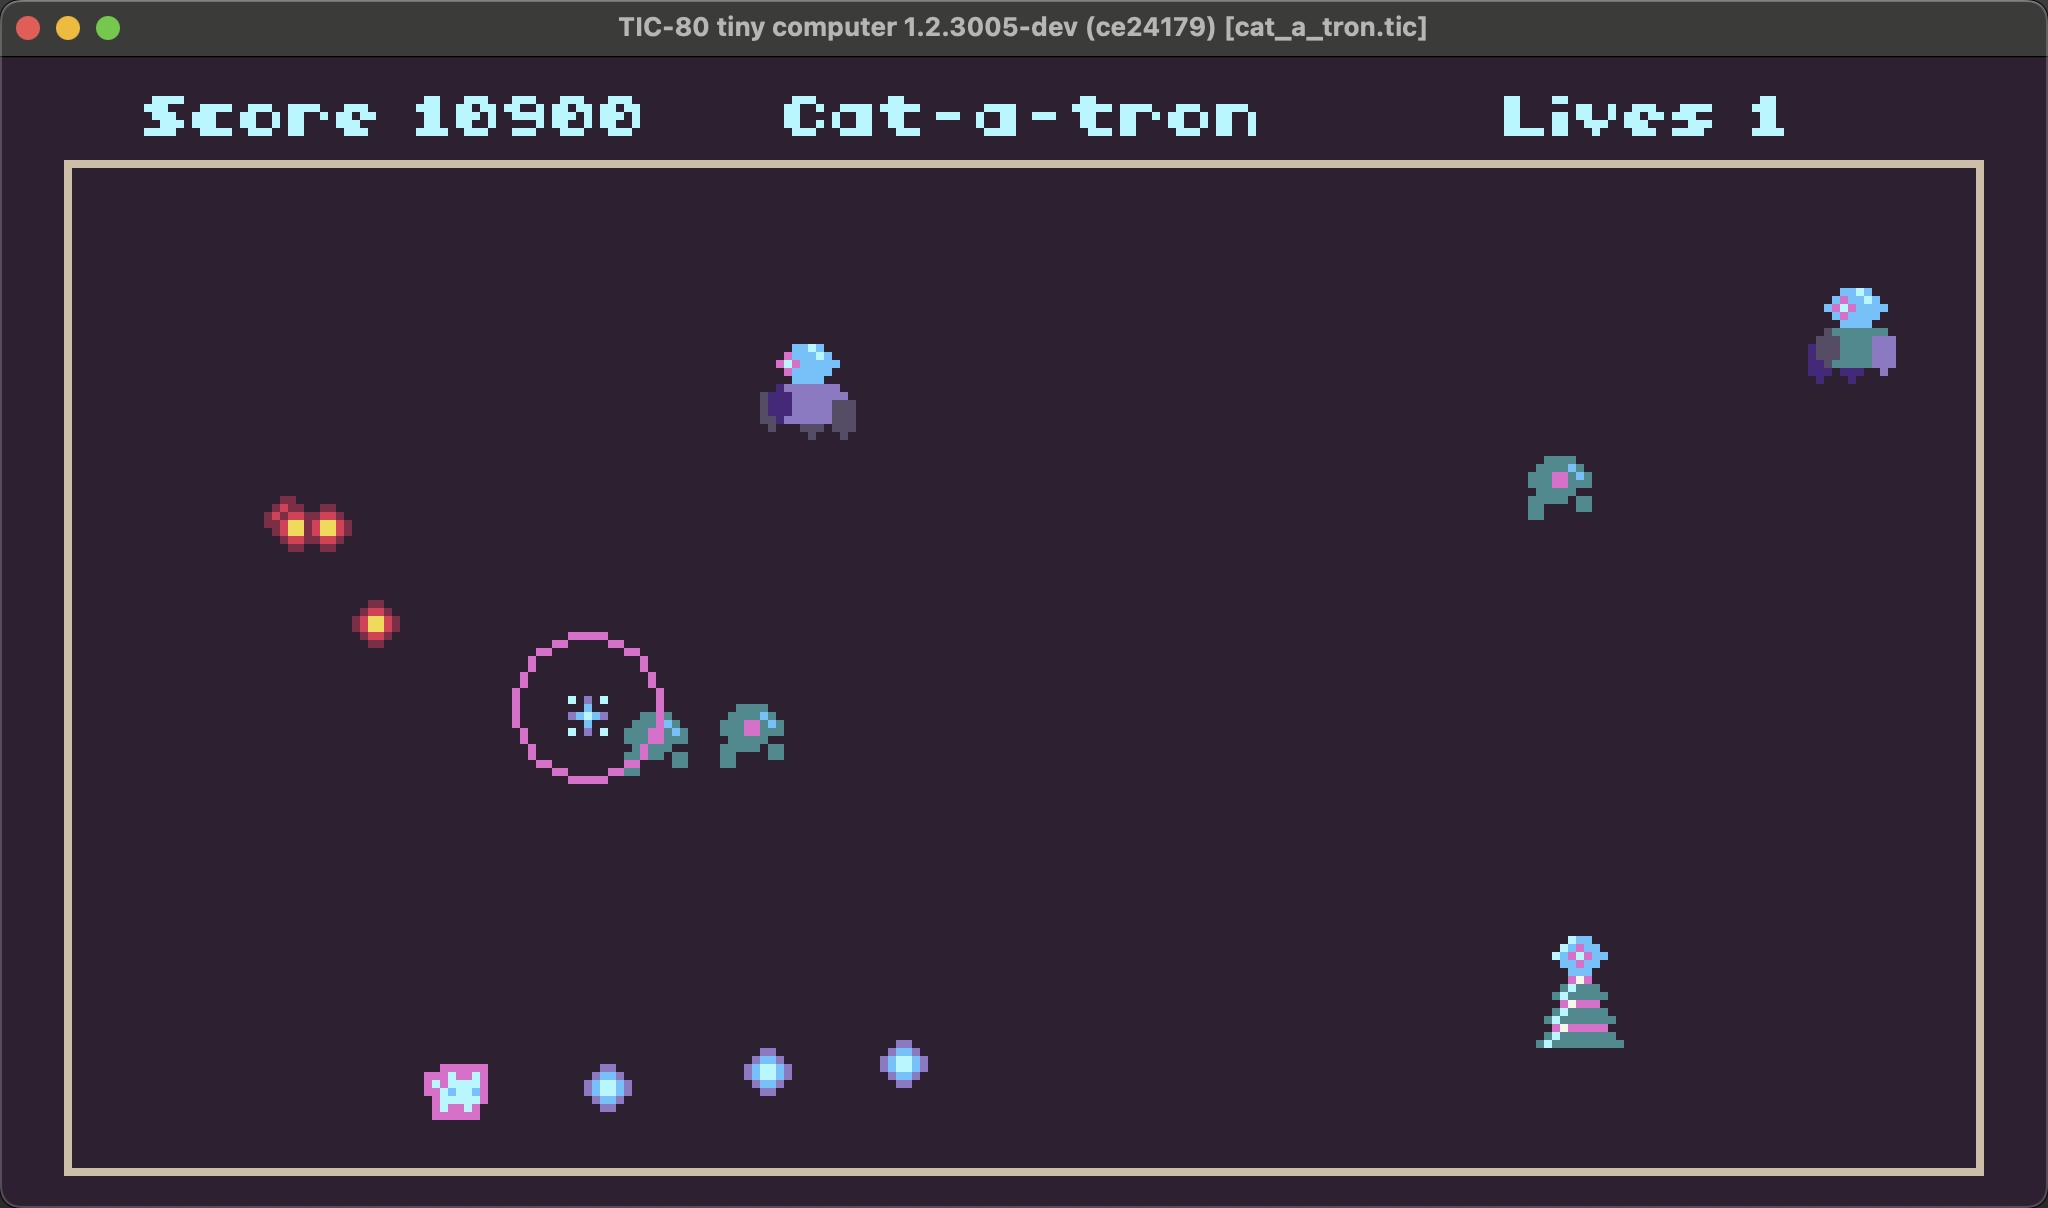 TIC-80 tiny computer 1.2.3005-dev (ce24179) [cat_a_tron.tic]
Score 10900 Cat-a-tron Lives 1